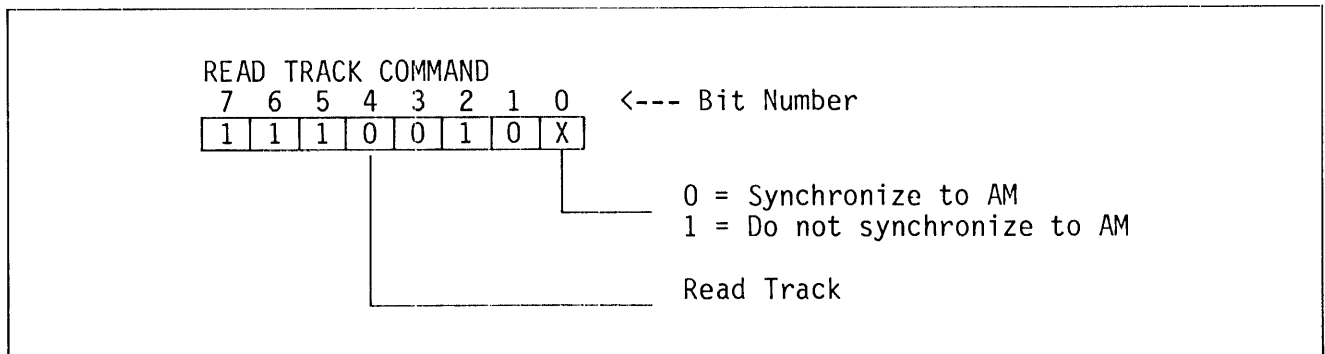 READ TRACK COMMAND
7 6 5 4 3 2 1 0 <--- Bit Number
1 1 1 0 0 1 0 X
0 = Synchronize to AM
1 = Do not synchronize to AM
Read Track